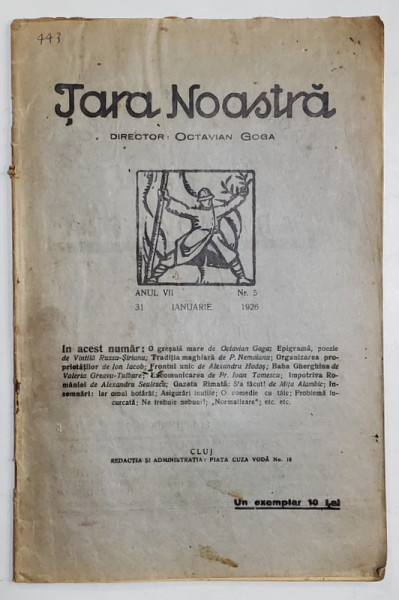 443
Țara Noastră
DIRECTOR: OCTAVIAN GOGA
ANUL VII Nr. 5
31 IANUARIE 1926
In acest număr: O greșală mare de Octavian Goga; Epigramă, poezie
de Vintilă Russu-Șirianu; Tradiția maghiară de P. Nemoianu; Organizarea pro-
prietăților de Ion Iacob; Frontul unic de Alexandru Hodoș; Baba Gherghina de
Valeriu Greavu-Tulbure; Excomunicarea de Pr. Ioan Tomescu; Impotriva Ro-
mâniei de Alexandru Seulescu; Gazeta Rimată: S'a făcut! de Mița Alambic; In-
semnări: Iar omul hotărât; Asigurări inutile; O comedie cu tâlc; Problemă în-
curcată; Ne trebuie nebuni!; „Normalizare"; etc. etc.
CLUJ
REDACȚIA ȘI ADMINISTRAȚIA: PIAȚA CUZA VODĂ No. 16
Un exemplar 10 Lei